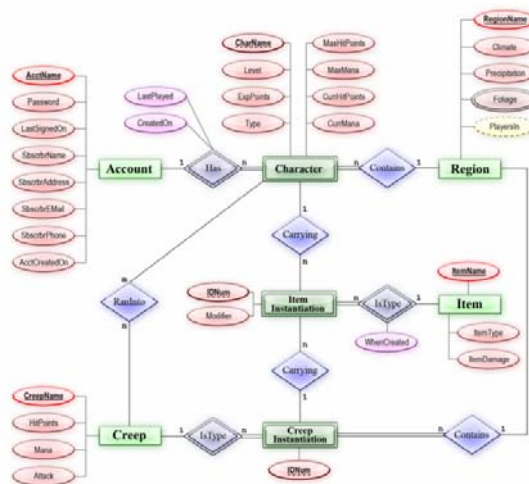 RegionName
CharName
MaxHitPoints
Climate
AcctName
Level
MaxMana
Precipitation
Password
LastPlayed
ExpPoints
CurrHitPoints
Foliage
LastSignedOn
CreatedOn
Type
CurrMana
PlayersIn
SbscrbrName
Account
1
Has
n
Character
n
Contains
1
Region
SbscrbrAddress
SbscrbrEMail
SbscrbrPhone
AcctCreatedOn
1
Carrying
n
ItemName
n
RanInto
n
IDNum
Modifier
Item
Instantiation
n
IsType
1
Item
WhenCreated
ItemType
ItemDamage
n
Carrying
1
CreepName
HitPoints
Mana
Attack
Creep
1
IsType
n
Creep
Instantiation
n
Contains
1
IDNum